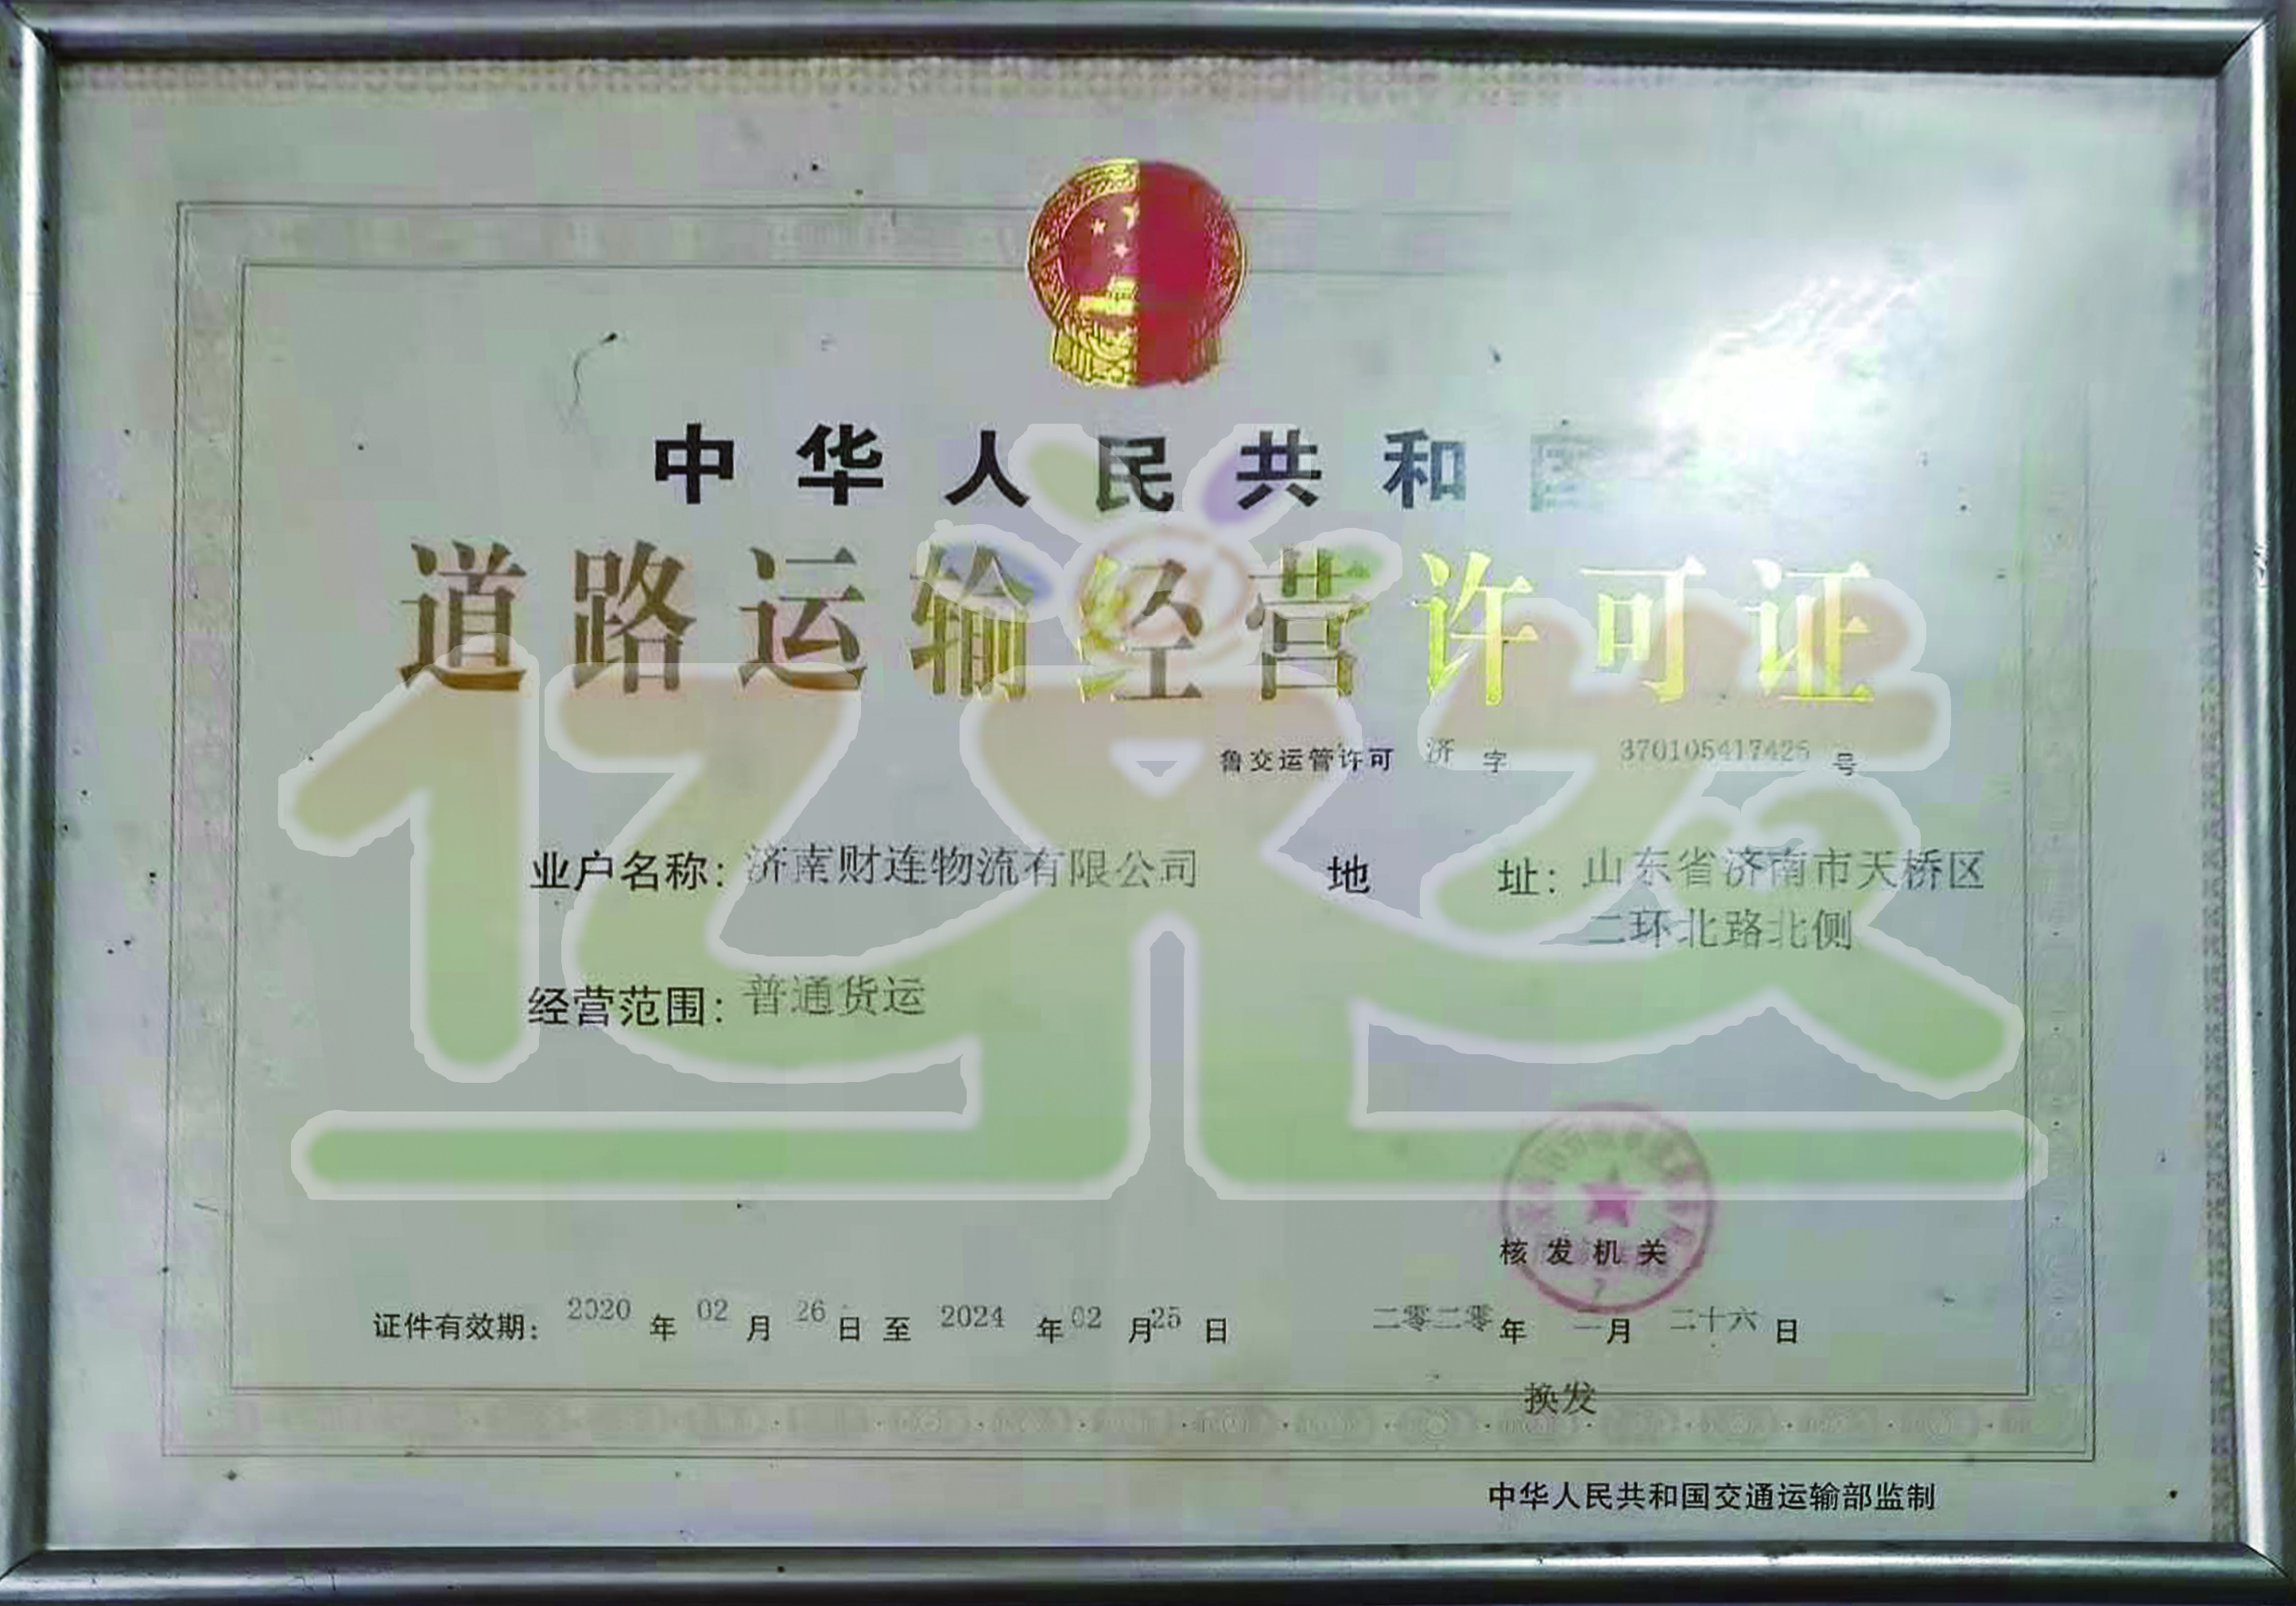 中华人民共和国
道路运输经营许可证
鲁交运管许可 济 字 370105417426 号
业户名称：济南财连物流有限公司
地 址：山东省济南市天桥区
二环北路北侧
经营范围：普通货运
核发机关
证件有效期：2020 年 02 月 26 日 至 2024 年 02 月 25 日
二零二零 年 二 月 二十六 日
换发
中华人民共和国交通运输部监制